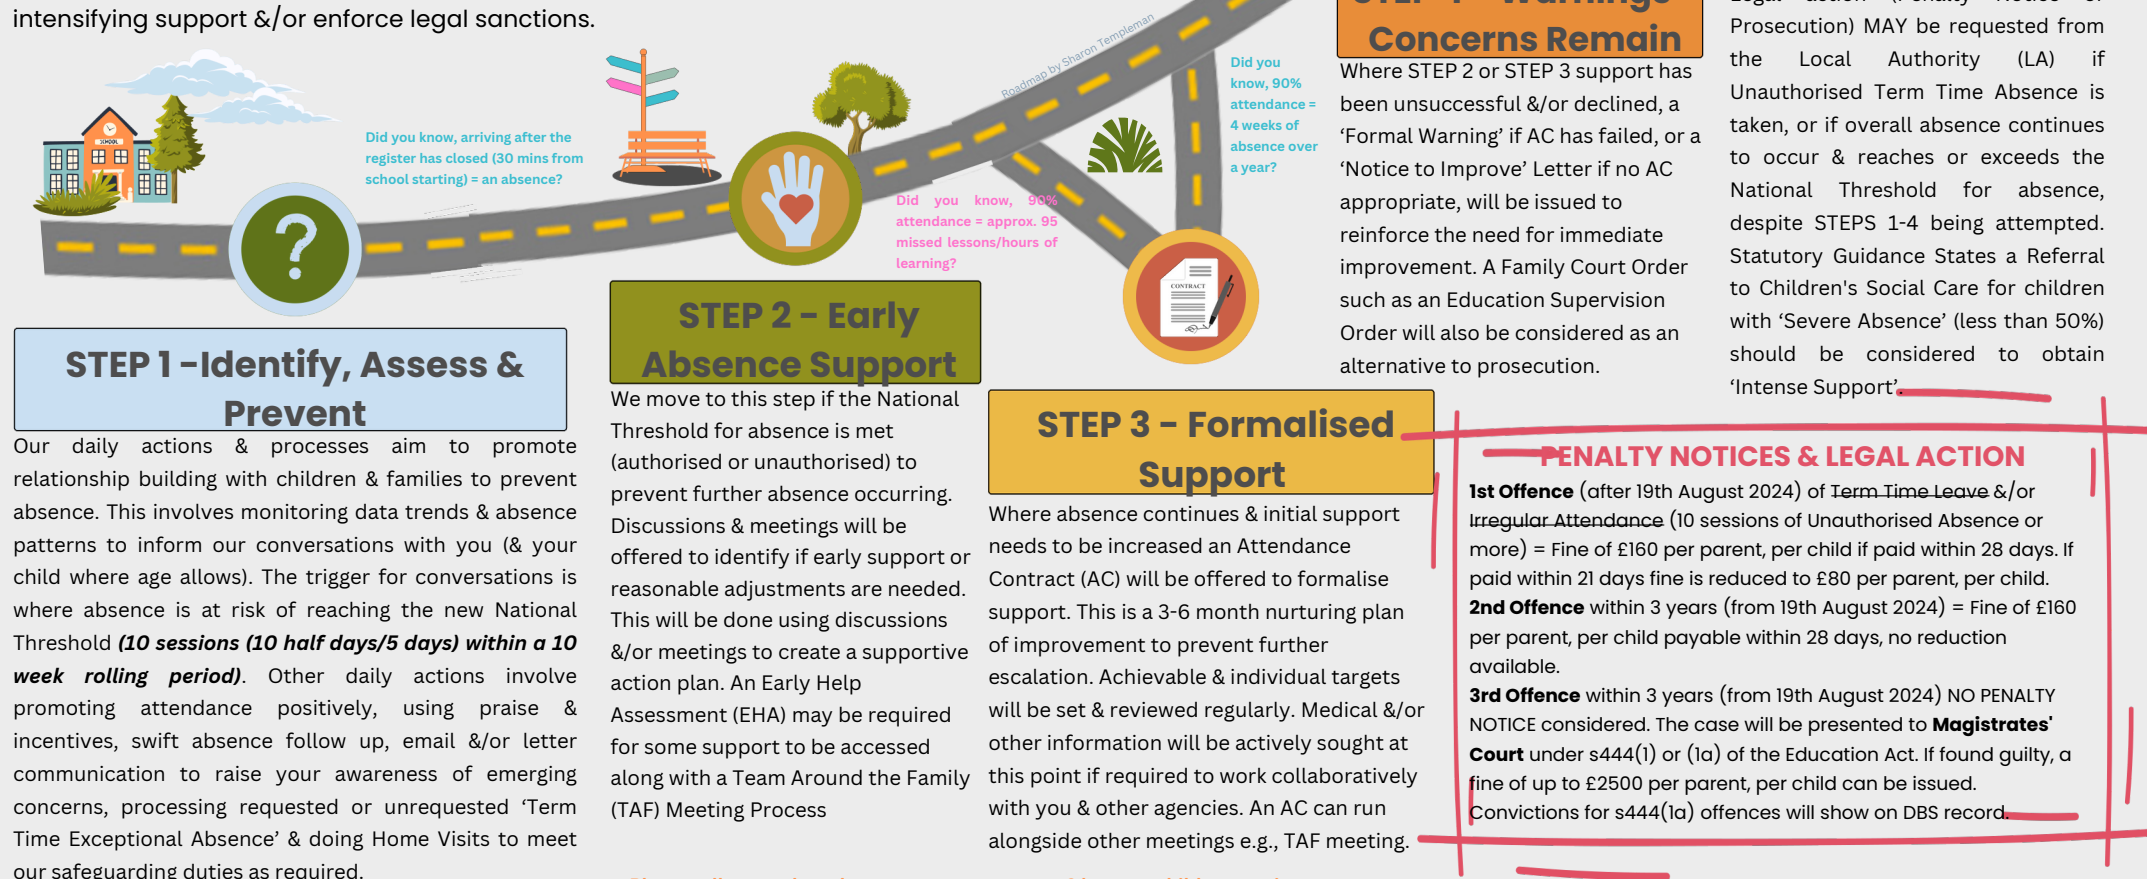 intensifying support &/or enforce legal sanctions.
SCHOOL
Did you know, arriving after the
register has closed (30 mins from
school starting) = an absence?
Roadmap by Sharon Templeman
Did you know, 90%
attendance = approx. 95
missed lessons/hours of
learning?
Did you
know, 90%
attendance =
4 weeks of
absence over
a year?
CONTRACT
STEP 1 -Identify, Assess &
Prevent
Our daily actions & processes aim to promote
relationship building with children & families to prevent
absence. This involves monitoring data trends & absence
patterns to inform our conversations with you (& your
child where age allows). The trigger for conversations is
where absence is at risk of reaching the new National
Threshold (10 sessions (10 half days/5 days) within a 10
week rolling period). Other daily actions involve
promoting attendance positively, using praise &
incentives, swift absence follow up, email &/or letter
communication to raise your awareness of emerging
concerns, processing requested or unrequested ‘Term
Time Exceptional Absence’ & doing Home Visits to meet
our safeguarding duties as required.
STEP 2 - Early
Absence Support
We move to this step if the National
Threshold for absence is met
(authorised or unauthorised) to
prevent further absence occurring.
Discussions & meetings will be
offered to identify if early support or
reasonable adjustments are needed.
This will be done using discussions
&/or meetings to create a supportive
action plan. An Early Help
Assessment (EHA) may be required
for some support to be accessed
along with a Team Around the Family
(TAF) Meeting Process
STEP 3 - Formalised
Support
Where absence continues & initial support
needs to be increased an Attendance
Contract (AC) will be offered to formalise
support. This is a 3-6 month nurturing plan
of improvement to prevent further
escalation. Achievable & individual targets
will be set & reviewed regularly. Medical &/or
other information will be actively sought at
this point if required to work collaboratively
with you & other agencies. An AC can run
alongside other meetings e.g., TAF meeting.
STEP 4 - Warnings
Concerns Remain
Where STEP 2 or STEP 3 support has
been unsuccessful &/or declined, a
‘Formal Warning’ if AC has failed, or a
‘Notice to Improve’ Letter if no AC
appropriate, will be issued to
reinforce the need for immediate
improvement. A Family Court Order
such as an Education Supervision
Order will also be considered as an
alternative to prosecution.
Legal action (Penalty Notice or
Prosecution) MAY be requested from
the Local Authority (LA) if
Unauthorised Term Time Absence is
taken, or if overall absence continues
to occur & reaches or exceeds the
National Threshold for absence,
despite STEPS 1-4 being attempted.
Statutory Guidance States a Referral
to Children's Social Care for children
with ‘Severe Absence’ (less than 50%)
should be considered to obtain
‘Intense Support’.
PENALTY NOTICES & LEGAL ACTION
1st Offence (after 19th August 2024) of Term Time Leave &/or
Irregular Attendance (10 sessions of Unauthorised Absence or
more) = Fine of £160 per parent, per child if paid within 28 days. If
paid within 21 days fine is reduced to £80 per parent, per child.
2nd Offence within 3 years (from 19th August 2024) = Fine of £160
per parent, per child payable within 28 days, no reduction
available.
3rd Offence within 3 years (from 19th August 2024) NO PENALTY
NOTICE considered. The case will be presented to Magistrates'
Court under s444(1) or (1a) of the Education Act. If found guilty, a
fine of up to £2500 per parent, per child can be issued.
Convictions for s444(1a) offences will show on DBS record.